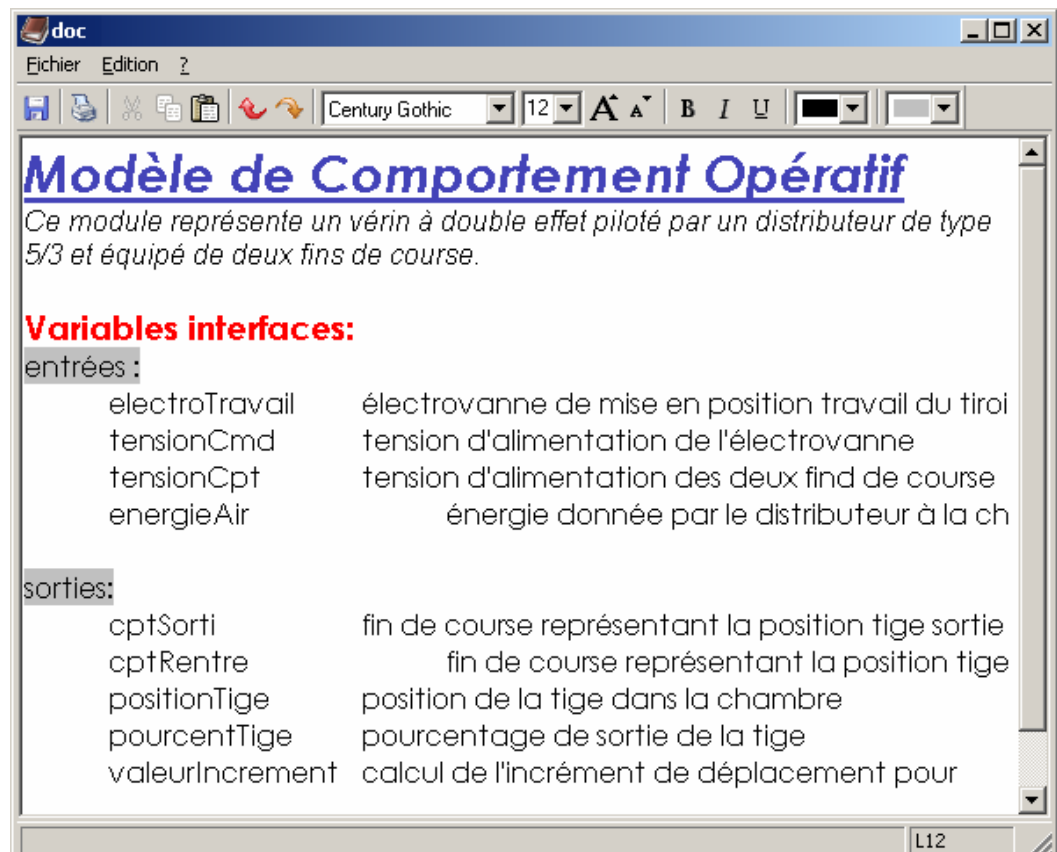 doc
Fichier Edition ?
Century Gothic 12 A A B I U
Modèle de Comportement Opératif
Ce module représente un vérin à double effet piloté par un distributeur de type
5/3 et équipé de deux fins de course.
Variables interfaces:
entrées :
electroTravail électrovanne de mise en position travail du tiroi
tensionCmd tension d'alimentation de l'électrovanne
tensionCpt tension d'alimentation des deux find de course
energieAir énergie donnée par le distributeur à la ch
sorties:
cptSorti fin de course représentant la position tige sortie
cptRentre fin de course représentant la position tige
positionTige position de la tige dans la chambre
pourcentTige pourcentage de sortie de la tige
valeurIncrement calcul de l'incrément de déplacement pour
L12